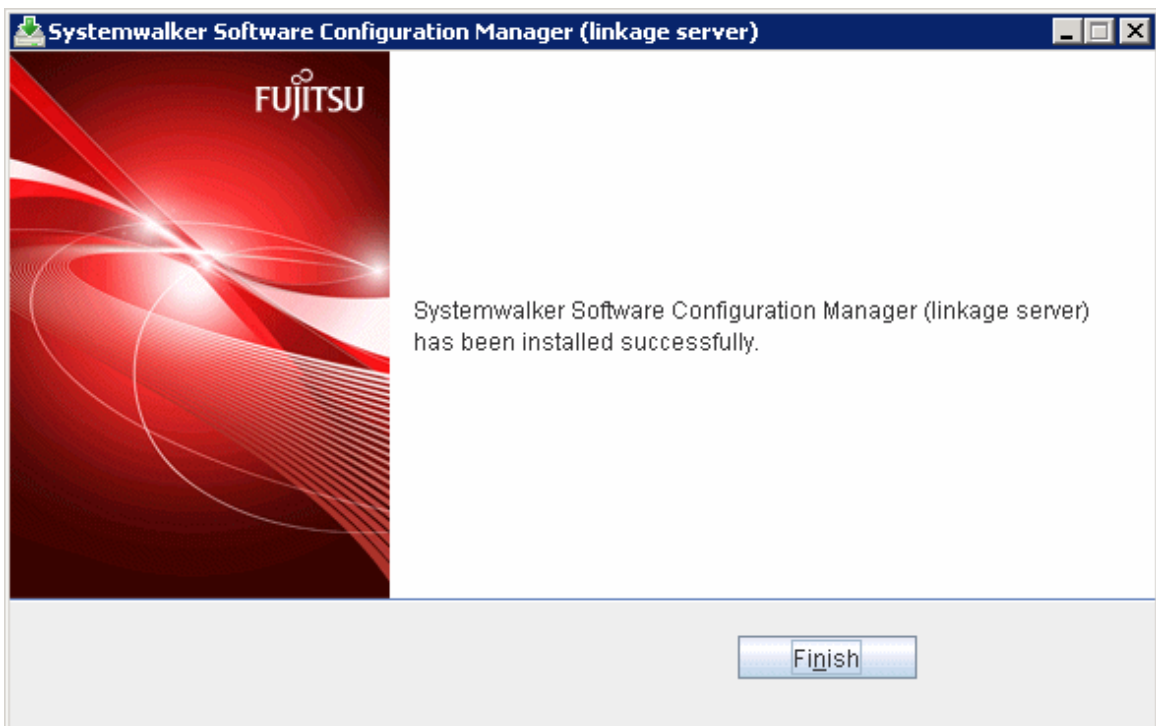 Systemwalker Software Configuration Manager (linkage server)
FUJITSU
Systemwalker Software Configuration Manager (linkage server)
has been installed successfully.
Finish